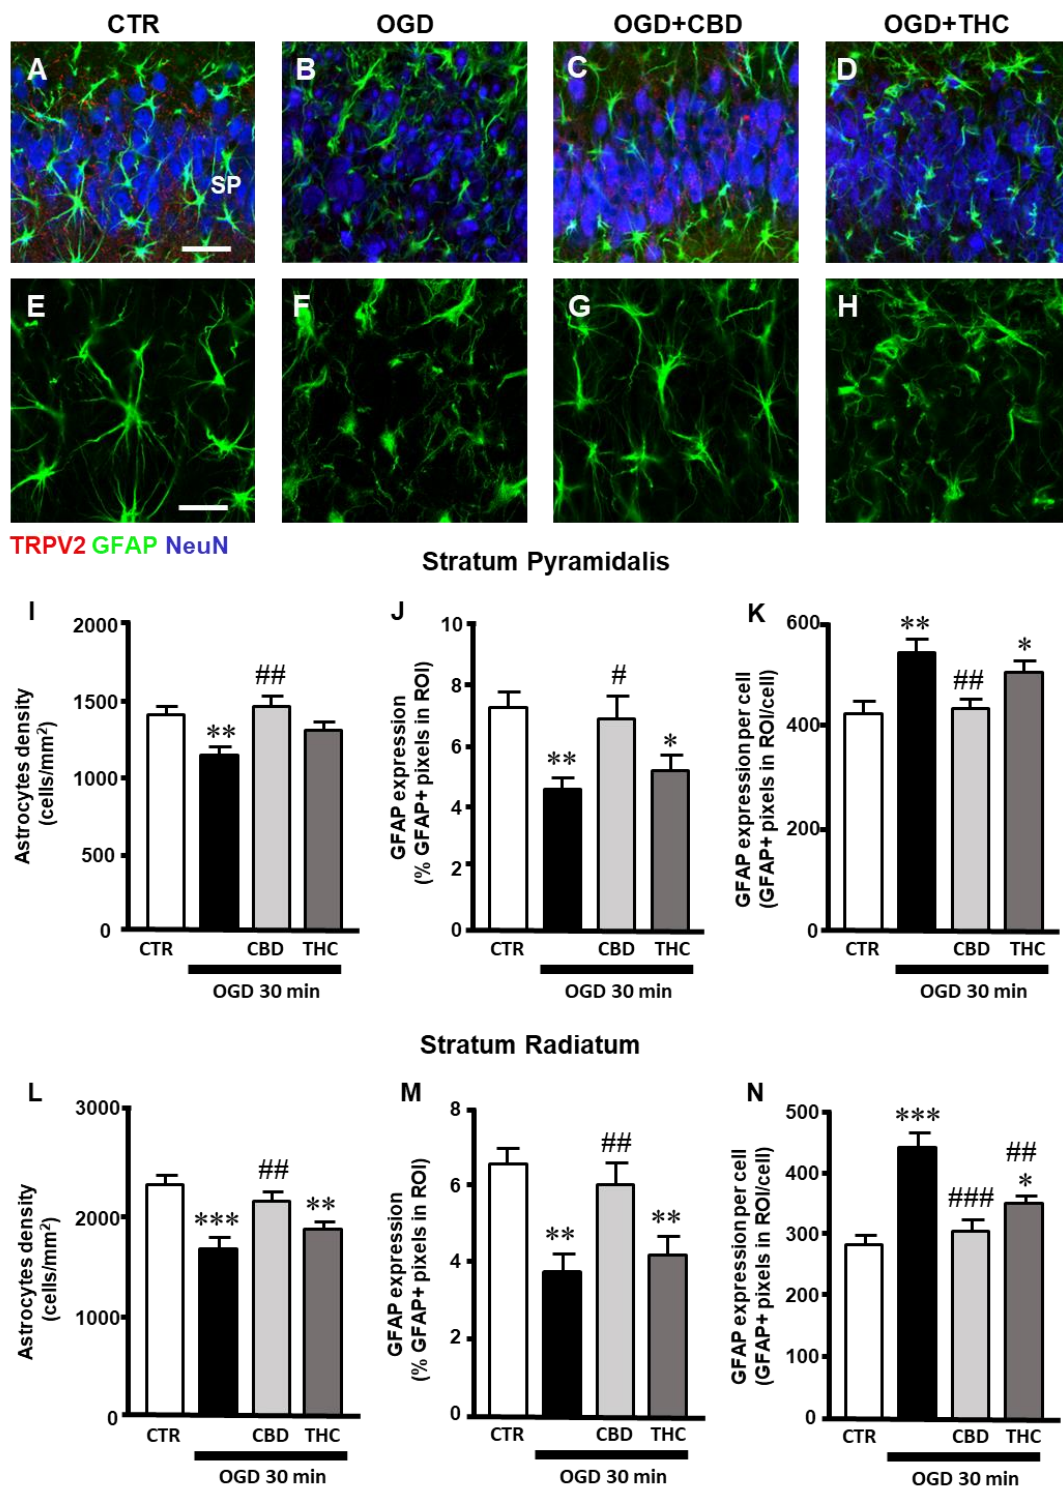 CTR OGD OGD+CBD OGD+THC
A B C D
SP
E F G H
TRPV2 GFAP NeuN
Stratum Pyramidalis
I J K
Astrocytes density
(cells/mm²)
2000
1500
1000
500
0
**
##
CTR CBD THC
OGD 30 min
GFAP expression
(% GFAP+ pixels in ROI)
10
8
6
4
2
0
**
#
*
CTR CBD THC
OGD 30 min
GFAP expression per cell
(GFAP+ pixels in ROI/cell)
600
400
200
0
**
##
*
CTR CBD THC
OGD 30 min
Stratum Radiatum
L M N
Astrocytes density
(cells/mm²)
3000
2000
1000
0
***
##
**
CTR CBD THC
OGD 30 min
GFAP expression
(% GFAP+ pixels in ROI)
8
6
4
2
0
**
##
**
CTR CBD THC
OGD 30 min
GFAP expression per cell
(GFAP+ pixels in ROI/cell)
500
400
300
200
100
0
***
###
##
*
CTR CBD THC
OGD 30 min